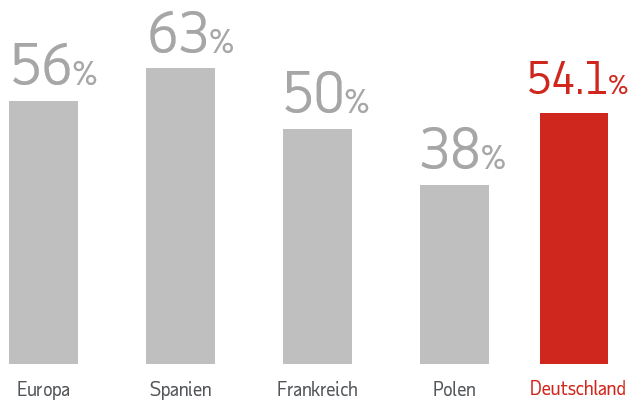 56%
63%
50%
38%
54.1%
Europa
Spanien
Frankreich
Polen
Deutschland